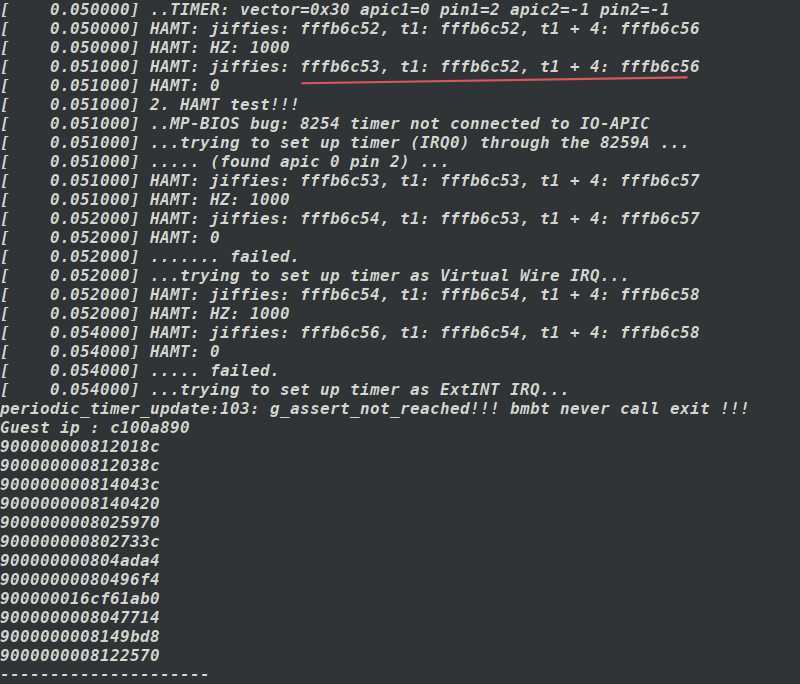 [    0.050000] ..TIMER: vector=0x30 apic1=0 pin1=2 apic2=-1 pin2=-1
[    0.050000] HAMT: jiffies: fffb6c52, t1: fffb6c52, t1 + 4: fffb6c56
[    0.050000] HAMT: HZ: 1000
[    0.051000] HAMT: jiffies: fffb6c53, t1: fffb6c52, t1 + 4: fffb6c56
[    0.051000] HAMT: 0
[    0.051000] 2. HAMT test!!!
[    0.051000] ..MP-BIOS bug: 8254 timer not connected to IO-APIC
[    0.051000] ...trying to set up timer (IRQ0) through the 8259A ...
[    0.051000] ..... (found apic 0 pin 2) ...
[    0.051000] HAMT: jiffies: fffb6c53, t1: fffb6c53, t1 + 4: fffb6c57
[    0.051000] HAMT: HZ: 1000
[    0.052000] HAMT: jiffies: fffb6c54, t1: fffb6c53, t1 + 4: fffb6c57
[    0.052000] HAMT: 0
[    0.052000] ....... failed.
[    0.052000] ...trying to set up timer as Virtual Wire IRQ...
[    0.052000] HAMT: jiffies: fffb6c54, t1: fffb6c54, t1 + 4: fffb6c58
[    0.052000] HAMT: HZ: 1000
[    0.054000] HAMT: jiffies: fffb6c56, t1: fffb6c54, t1 + 4: fffb6c58
[    0.054000] HAMT: 0
[    0.054000] ..... failed.
[    0.054000] ...trying to set up timer as ExtINT IRQ...
periodic_timer_update:103: g_assert_not_reached!!! bmbt never call exit !!!
Guest ip : c100a890
900000000812018c
900000000812038c
900000000814043c
9000000008140420
9000000008025970
900000000802733c
900000000804ada4
90000000080496f4
900000016cf61ab0
9000000008047714
9000000008149bd8
9000000008122570
---------------------